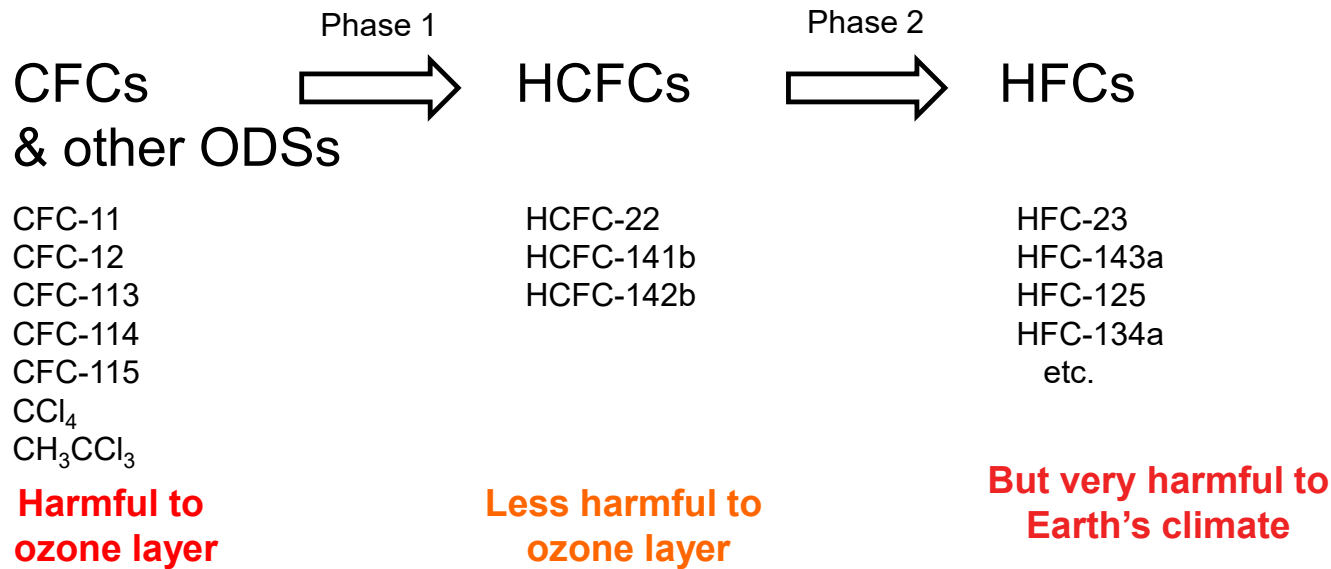 Phase 1
Phase 2
CFCs
& other ODSs
HCFCs
HFCs
CFC-11
CFC-12
CFC-113
CFC-114
CFC-115
CCl₄
CH₃CCl₃
HCFC-22
HCFC-141b
HCFC-142b
HFC-23
HFC-143a
HFC-125
HFC-134a
etc.
Harmful to
ozone layer
Less harmful to
ozone layer
But very harmful to
Earth’s climate